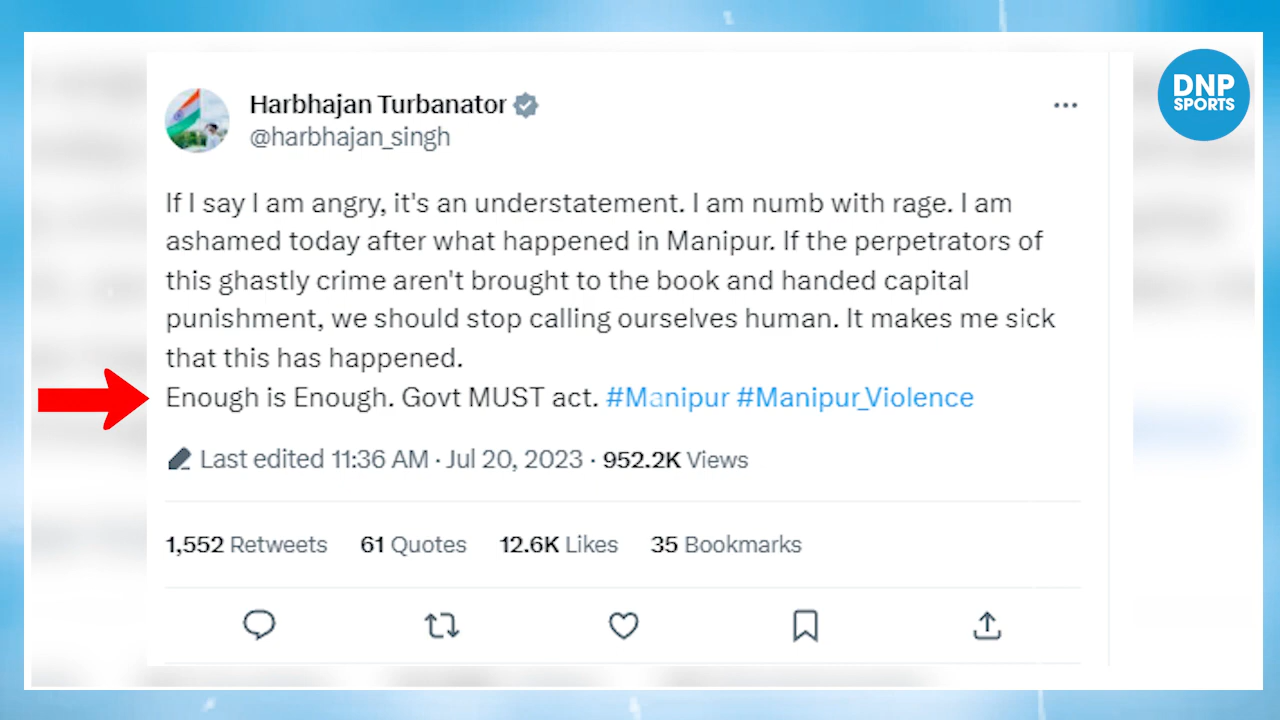 DNP
SPORTS
Harbhajan Turbanator
@harbhajan_singh
If I say I am angry, it's an understatement. I am numb with rage. I am
ashamed today after what happened in Manipur. If the perpetrators of
this ghastly crime aren't brought to the book and handed capital
punishment, we should stop calling ourselves human. It makes me sick
that this has happened.
Enough is Enough. Govt MUST act. #Manipur #Manipur_Violence
Last edited 11:36 AM · Jul 20, 2023 · 952.2K Views
1,552 Retweets 61 Quotes 12.6K Likes 35 Bookmarks